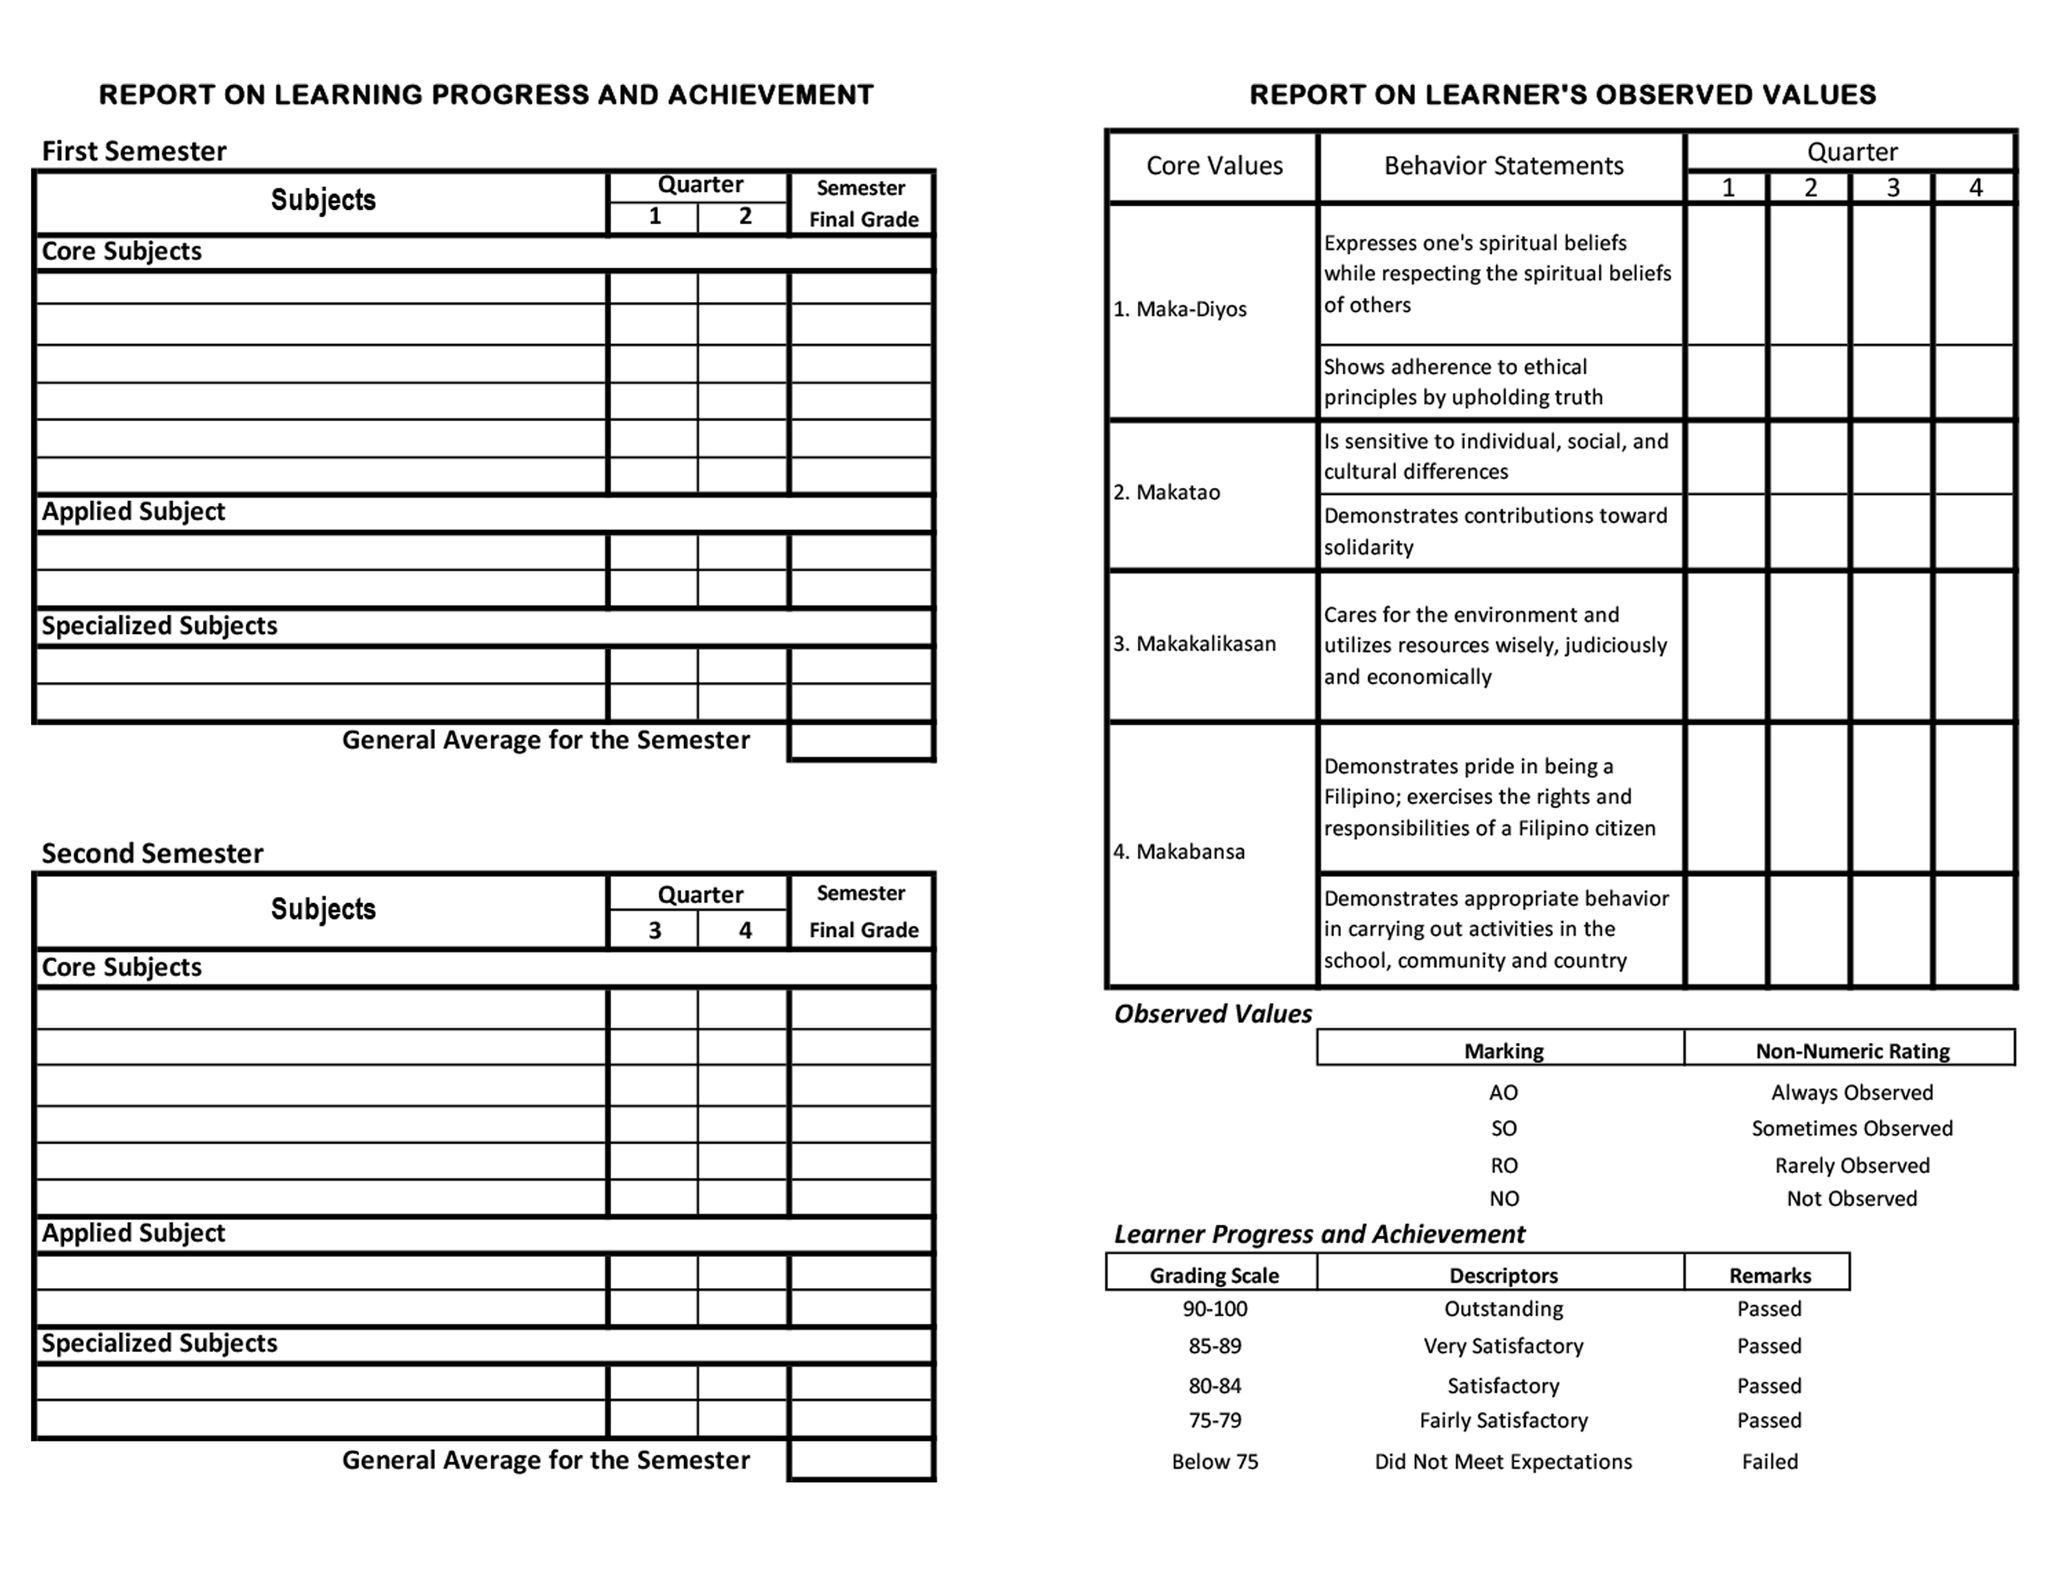 REPORT ON LEARNING PROGRESS AND ACHIEVEMENT
First Semester
Subjects
Quarter
1 2
Semester
Final Grade
Core Subjects
Applied Subject
Specialized Subjects
General Average for the Semester
Second Semester
Subjects
Quarter
3 4
Semester
Final Grade
Core Subjects
Applied Subject
Specialized Subjects
General Average for the Semester
REPORT ON LEARNER'S OBSERVED VALUES
Core Values
Behavior Statements
Quarter
1 2 3 4
1. Maka-Diyos
Expresses one's spiritual beliefs
while respecting the spiritual beliefs
of others
Shows adherence to ethical
principles by upholding truth
2. Makatao
Is sensitive to individual, social, and
cultural differences
Demonstrates contributions toward
solidarity
3. Makakalikasan
Cares for the environment and
utilizes resources wisely, judiciously
and economically
4. Makabansa
Demonstrates pride in being a
Filipino; exercises the rights and
responsibilities of a Filipino citizen
Demonstrates appropriate behavior
in carrying out activities in the
school, community and country
Observed Values
Marking Non-Numeric Rating
AO Always Observed
SO Sometimes Observed
RO Rarely Observed
NO Not Observed
Learner Progress and Achievement
Grading Scale Descriptors Remarks
90-100 Outstanding Passed
85-89 Very Satisfactory Passed
80-84 Satisfactory Passed
75-79 Fairly Satisfactory Passed
Below 75 Did Not Meet Expectations Failed